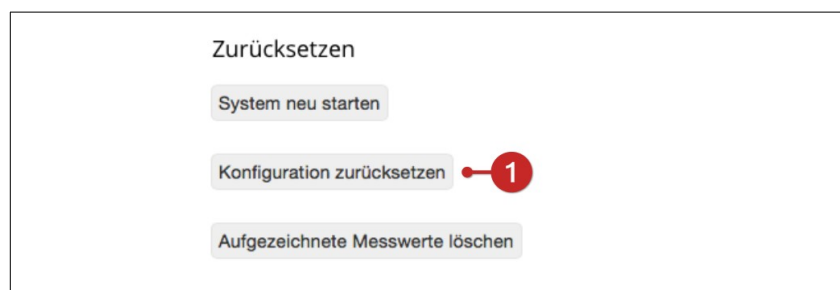 Zurücksetzen
System neu starten
Konfiguration zurücksetzen 1
Aufgezeichnete Messwerte löschen